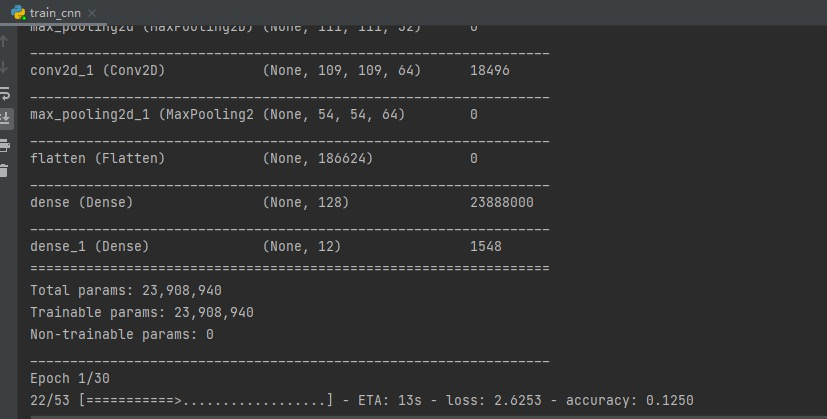 train_cnn
max_pooling2d (MaxPooling2D) (None, 111, 111, 32) 0
_________________________________________________________________
conv2d_1 (Conv2D) (None, 109, 109, 64) 18496
_________________________________________________________________
max_pooling2d_1 (MaxPooling2 (None, 54, 54, 64) 0
_________________________________________________________________
flatten (Flatten) (None, 186624) 0
_________________________________________________________________
dense (Dense) (None, 128) 23888000
_________________________________________________________________
dense_1 (Dense) (None, 12) 1548
=================================================================
Total params: 23,908,940
Trainable params: 23,908,940
Non-trainable params: 0
_________________________________________________________________
Epoch 1/30
22/53 [===========>..................] - ETA: 13s - loss: 2.6253 - accuracy: 0.1250